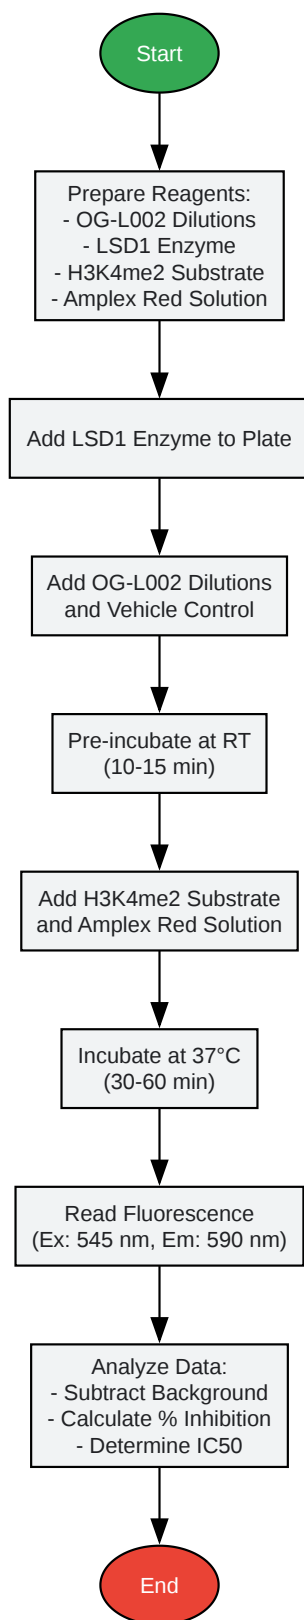 Start
Prepare Reagents:
- OG-L002 Dilutions
- LSD1 Enzyme
- H3K4me2 Substrate
- Amplex Red Solution
Add LSD1 Enzyme to Plate
Add OG-L002 Dilutions
and Vehicle Control
Pre-incubate at RT
(10-15 min)
Add H3K4me2 Substrate
and Amplex Red Solution
Incubate at 37°C
(30-60 min)
Read Fluorescence
(Ex: 545 nm, Em: 590 nm)
Analyze Data:
- Subtract Background
- Calculate % Inhibition
- Determine IC50
End